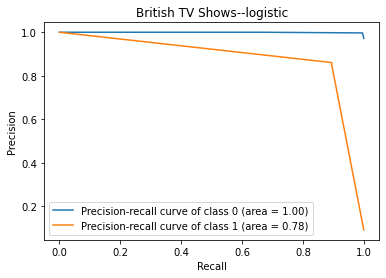 British TV Shows--logistic
Precision
1.0
0.8
0.6
0.4
0.2
Precision-recall curve of class 0 (area = 1.00)
Precision-recall curve of class 1 (area = 0.78)
0.0 0.2 0.4 0.6 0.8 1.0
Recall